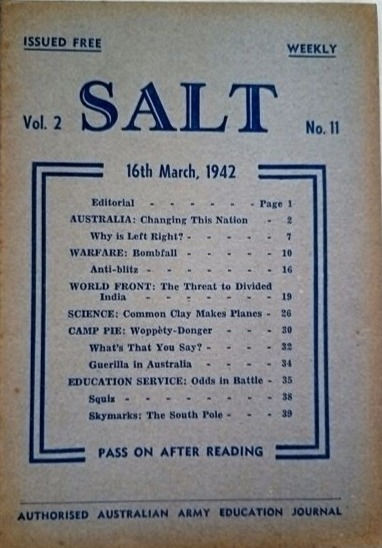 ISSUED FREE
WEEKLY
SALT
Vol. 2
No. 11
16th March, 1942
Editorial - - - - - - Page 1
AUSTRALIA: Changing This Nation - 2
Why is Left Right? - - - - - 7
WARFARE: Bombfall - - - - - 10
Anti-blitz - - - - - - - 16
WORLD FRONT: The Threat to Divided
India - - - - - - - 19
SCIENCE: Common Clay Makes Planes - 26
CAMP PIE: Woppety-Donger - - - 30
What's That You Say? - - - - 32
Guerilla in Australia - - - - 34
EDUCATION SERVICE: Odds in Battle - 35
Squiz - - - - - - - - 38
Skymarks: The South Pole - - - 39
PASS ON AFTER READING
AUTHORISED AUSTRALIAN ARMY EDUCATION JOURNAL